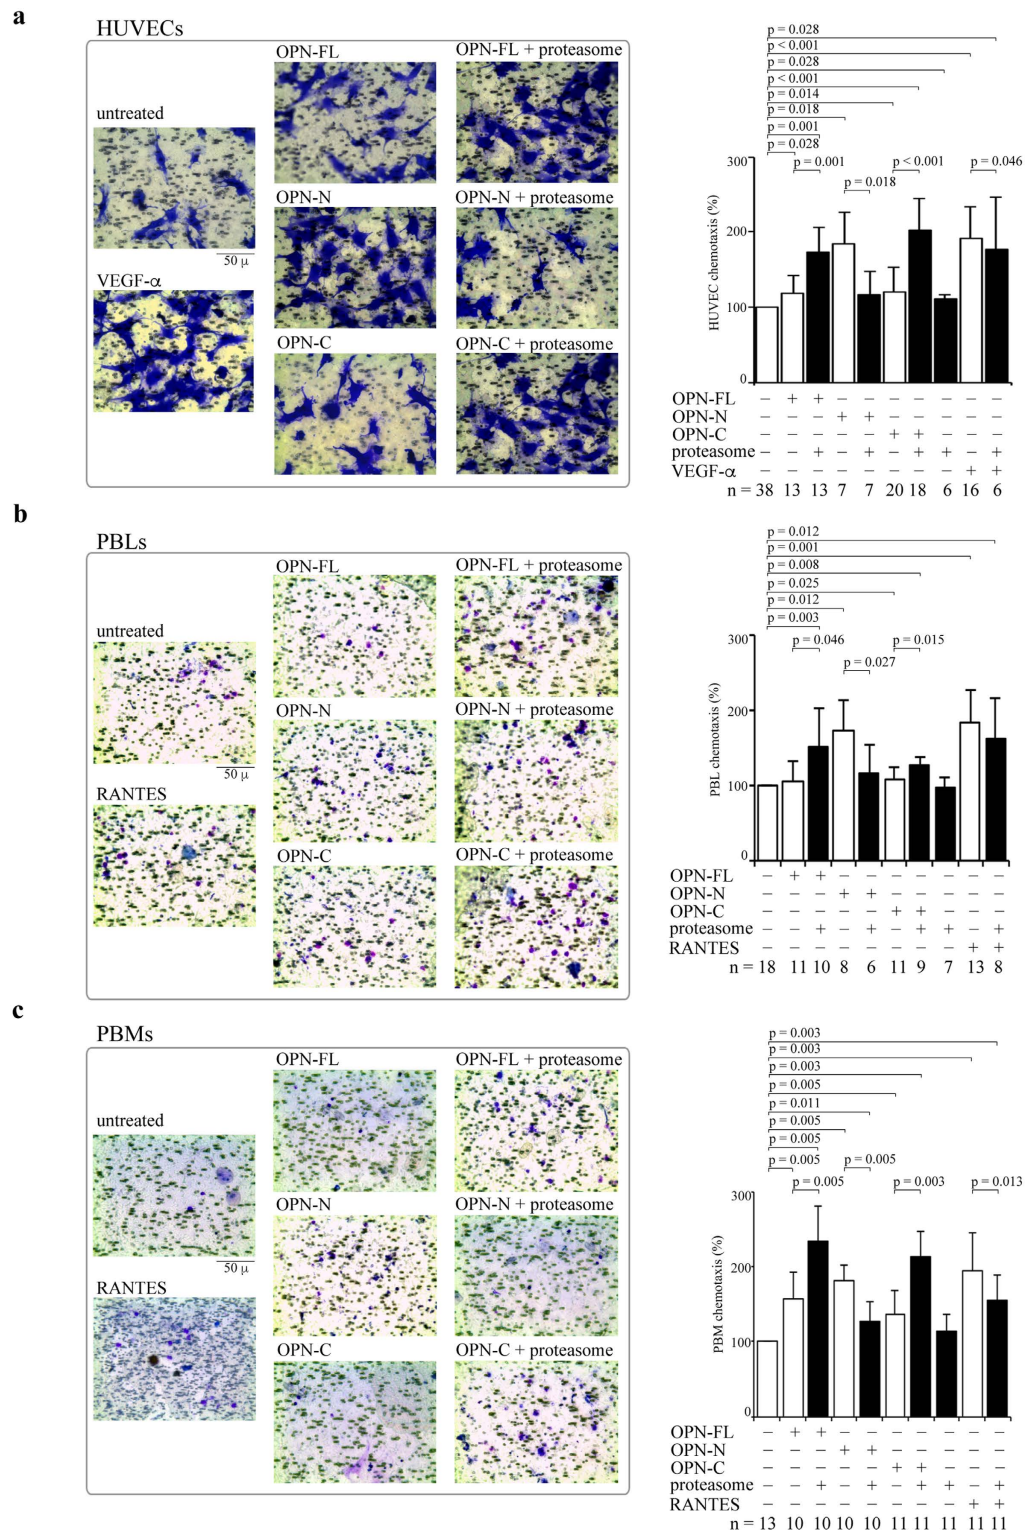 a
HUVECs
OPN-FL
OPN-FL + proteasome
untreated
50 µ
OPN-N
OPN-N + proteasome
VEGF-α
OPN-C
OPN-C + proteasome
p = 0.028
p < 0.001
p = 0.028
p < 0.001
p = 0.014
p = 0.018
p = 0.001
p = 0.028
p = 0.001
p = 0.018
p < 0.001
p = 0.046
300
200
100
0
HUVEC chemotaxis (%)
OPN-FL – + + – – – – – – –
OPN-N – – – + + – – – – –
OPN-C – – – – – + + – – –
proteasome – – + – + – + + – +
VEGF-α – – – – – – – – + +
n = 38 13 13 7 7 20 18 6 16 6
b
PBLs
OPN-FL
OPN-FL + proteasome
untreated
50 µ
OPN-N
OPN-N + proteasome
RANTES
OPN-C
OPN-C + proteasome
p = 0.012
p = 0.001
p = 0.008
p = 0.025
p = 0.012
p = 0.003
p = 0.046
p = 0.027
p = 0.015
300
200
100
0
PBL chemotaxis (%)
OPN-FL – + + – – – – – – –
OPN-N – – – + + – – – – –
OPN-C – – – – – + + – – –
proteasome – – + – + – + + – +
RANTES – – – – – – – – + +
n = 18 11 10 8 6 11 9 7 13 8
c
PBMs
OPN-FL
OPN-FL + proteasome
untreated
50 µ
OPN-N
OPN-N + proteasome
RANTES
OPN-C
OPN-C + proteasome
p = 0.003
p = 0.003
p = 0.003
p = 0.005
p = 0.011
p = 0.005
p = 0.005
p = 0.005
p = 0.005
p = 0.005
p = 0.003
p = 0.013
300
200
100
0
PBM chemotaxis (%)
OPN-FL – + + – – – – – – –
OPN-N – – – + + – – – – –
OPN-C – – – – – + + – – –
proteasome – – + – + – + + – +
RANTES – – – – – – – – + +
n = 13 10 10 10 10 11 11 11 11 11